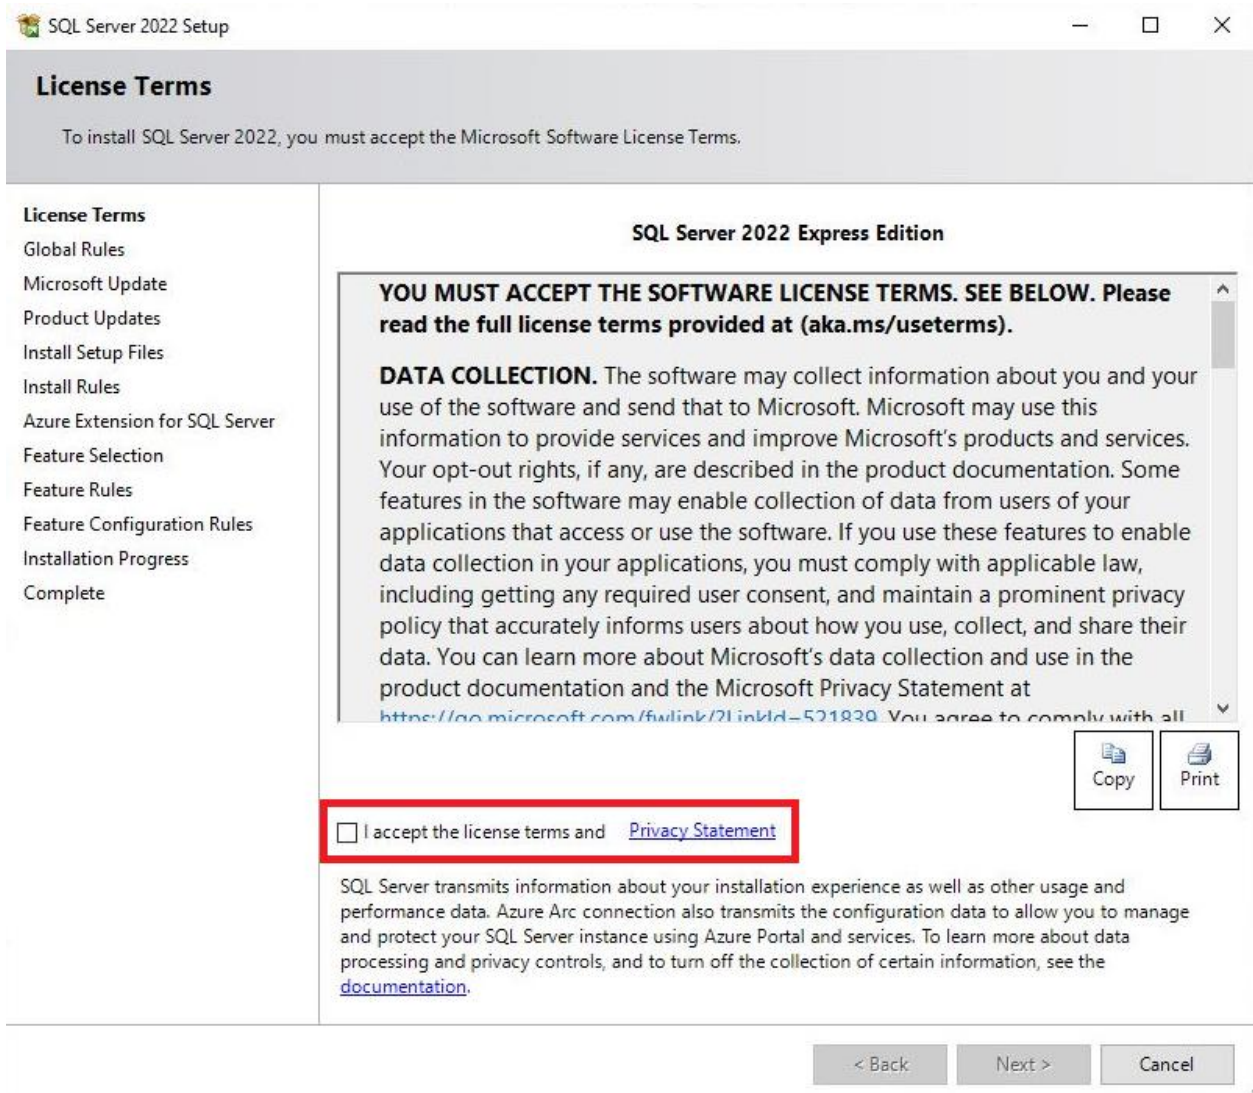 SQL Server 2022 Setup
License Terms
To install SQL Server 2022, you must accept the Microsoft Software License Terms.
License Terms
Global Rules
Microsoft Update
Product Updates
Install Setup Files
Install Rules
Azure Extension for SQL Server
Feature Selection
Feature Rules
Feature Configuration Rules
Installation Progress
Complete
SQL Server 2022 Express Edition
YOU MUST ACCEPT THE SOFTWARE LICENSE TERMS. SEE BELOW. Please
read the full license terms provided at (aka.ms/useterms).
DATA COLLECTION. The software may collect information about you and your
use of the software and send that to Microsoft. Microsoft may use this
information to provide services and improve Microsoft's products and services.
Your opt-out rights, if any, are described in the product documentation. Some
features in the software may enable collection of data from users of your
applications that access or use the software. If you use these features to enable
data collection in your applications, you must comply with applicable law,
including getting any required user consent, and maintain a prominent privacy
policy that accurately informs users about how you use, collect, and share their
data. You can learn more about Microsoft's data collection and use in the
product documentation and the Microsoft Privacy Statement at
https://go.microsoft.com/fwlink/?LinkId=521839. You agree to comply with all
Copy
Print
I accept the license terms and Privacy Statement
SQL Server transmits information about your installation experience as well as other usage and
performance data. Azure Arc connection also transmits the configuration data to allow you to manage
and protect your SQL Server instance using Azure Portal and services. To learn more about data
processing and privacy controls, and to turn off the collection of certain information, see the
documentation.
< Back
Next >
Cancel